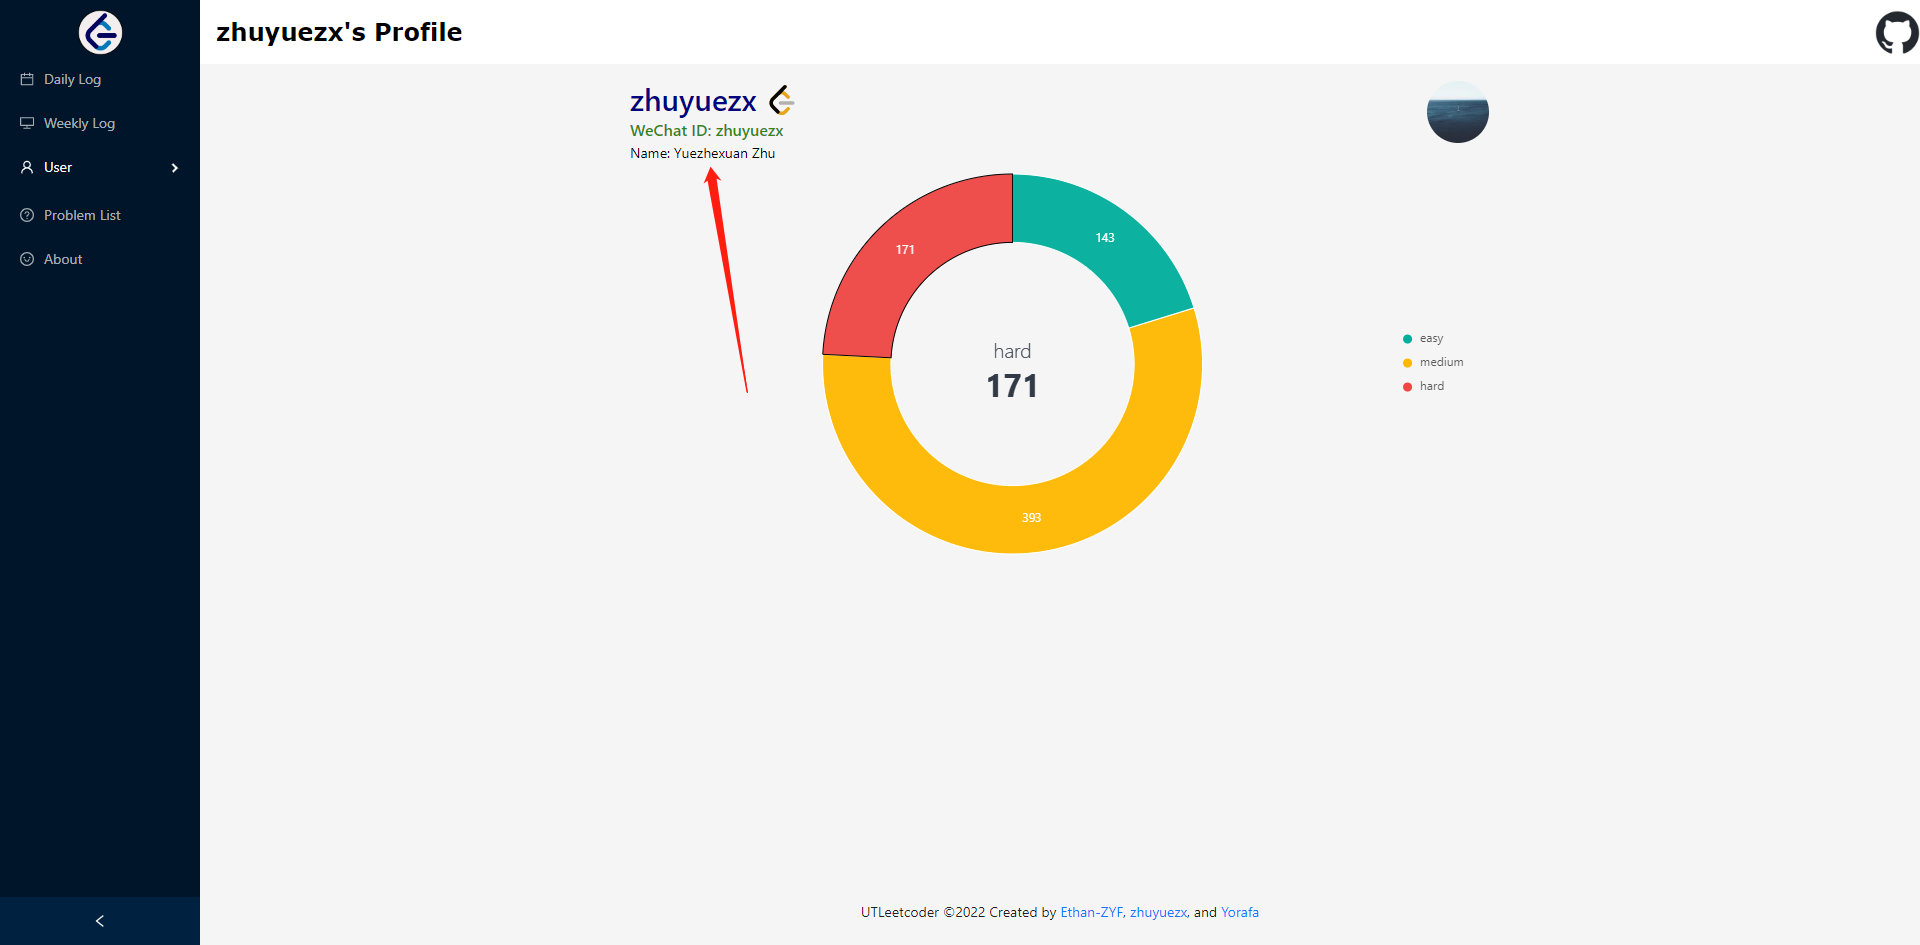 zhuyuezx's Profile
Daily Log
Weekly Log
User
Problem List
About
zhuyuezx
WeChat ID: zhuyuezx
Name: Yuezhexuan Zhu
171
143
hard
171
393
easy
medium
hard
UTLeetcoder ©2022 Created by Ethan-ZYF, zhuyuezx, and Yorafa